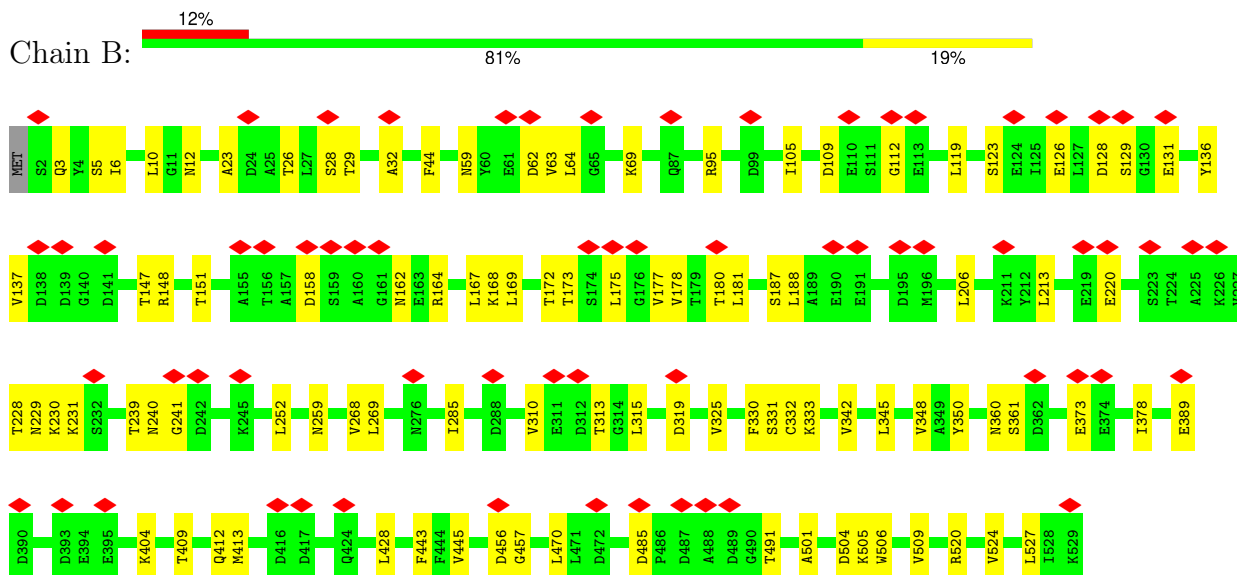 12%
Chain B:
81% 19%
MET S2 Q3 Y4 S5 I6 L10 G11 N12 A23 D24 A25 T26 L27 S28 T29 A32 F44 N59 Y60 E61 D62 V63 L64 G65 K69 Q87 R95 D99 I105 D109 E110 S111 G112 E113 L119 S123 E124 I125 E126 L127 D128 S129 G130 E131 Y136
V137 D138 D139 G140 D141 T147 R148 T151 A155 T156 A157 D158 S159 A160 G161 N162 E163 R164 L167 K168 L169 T172 T173 S174 L175 G176 V177 V178 T179 T180 L181 S187 L188 A189 E190 E191 D195 M196 L206 K211 Y212 L213 E219 E220 S223 T224 A225 K226
T228 N229 K230 K231 S232 T239 N240 G241 D242 K245 L252 N259 V268 L269 N276 I285 D288 V310 E311 D312 T313 G314 L315 D319 V325 F330 S331 C332 K333 V342 L345 V348 A349 Y350 N360 S361 D362 E373 E374 I378 E389
D390 D393 E394 E395 K404 T409 Q412 M413 D416 D417 Q424 L428 F443 F444 V445 D456 G457 L470 L471 D472 D485 P486 D487 A488 D489 G490 T491 A501 D504 K505 W506 V509 R520 V524 L527 I528 K529